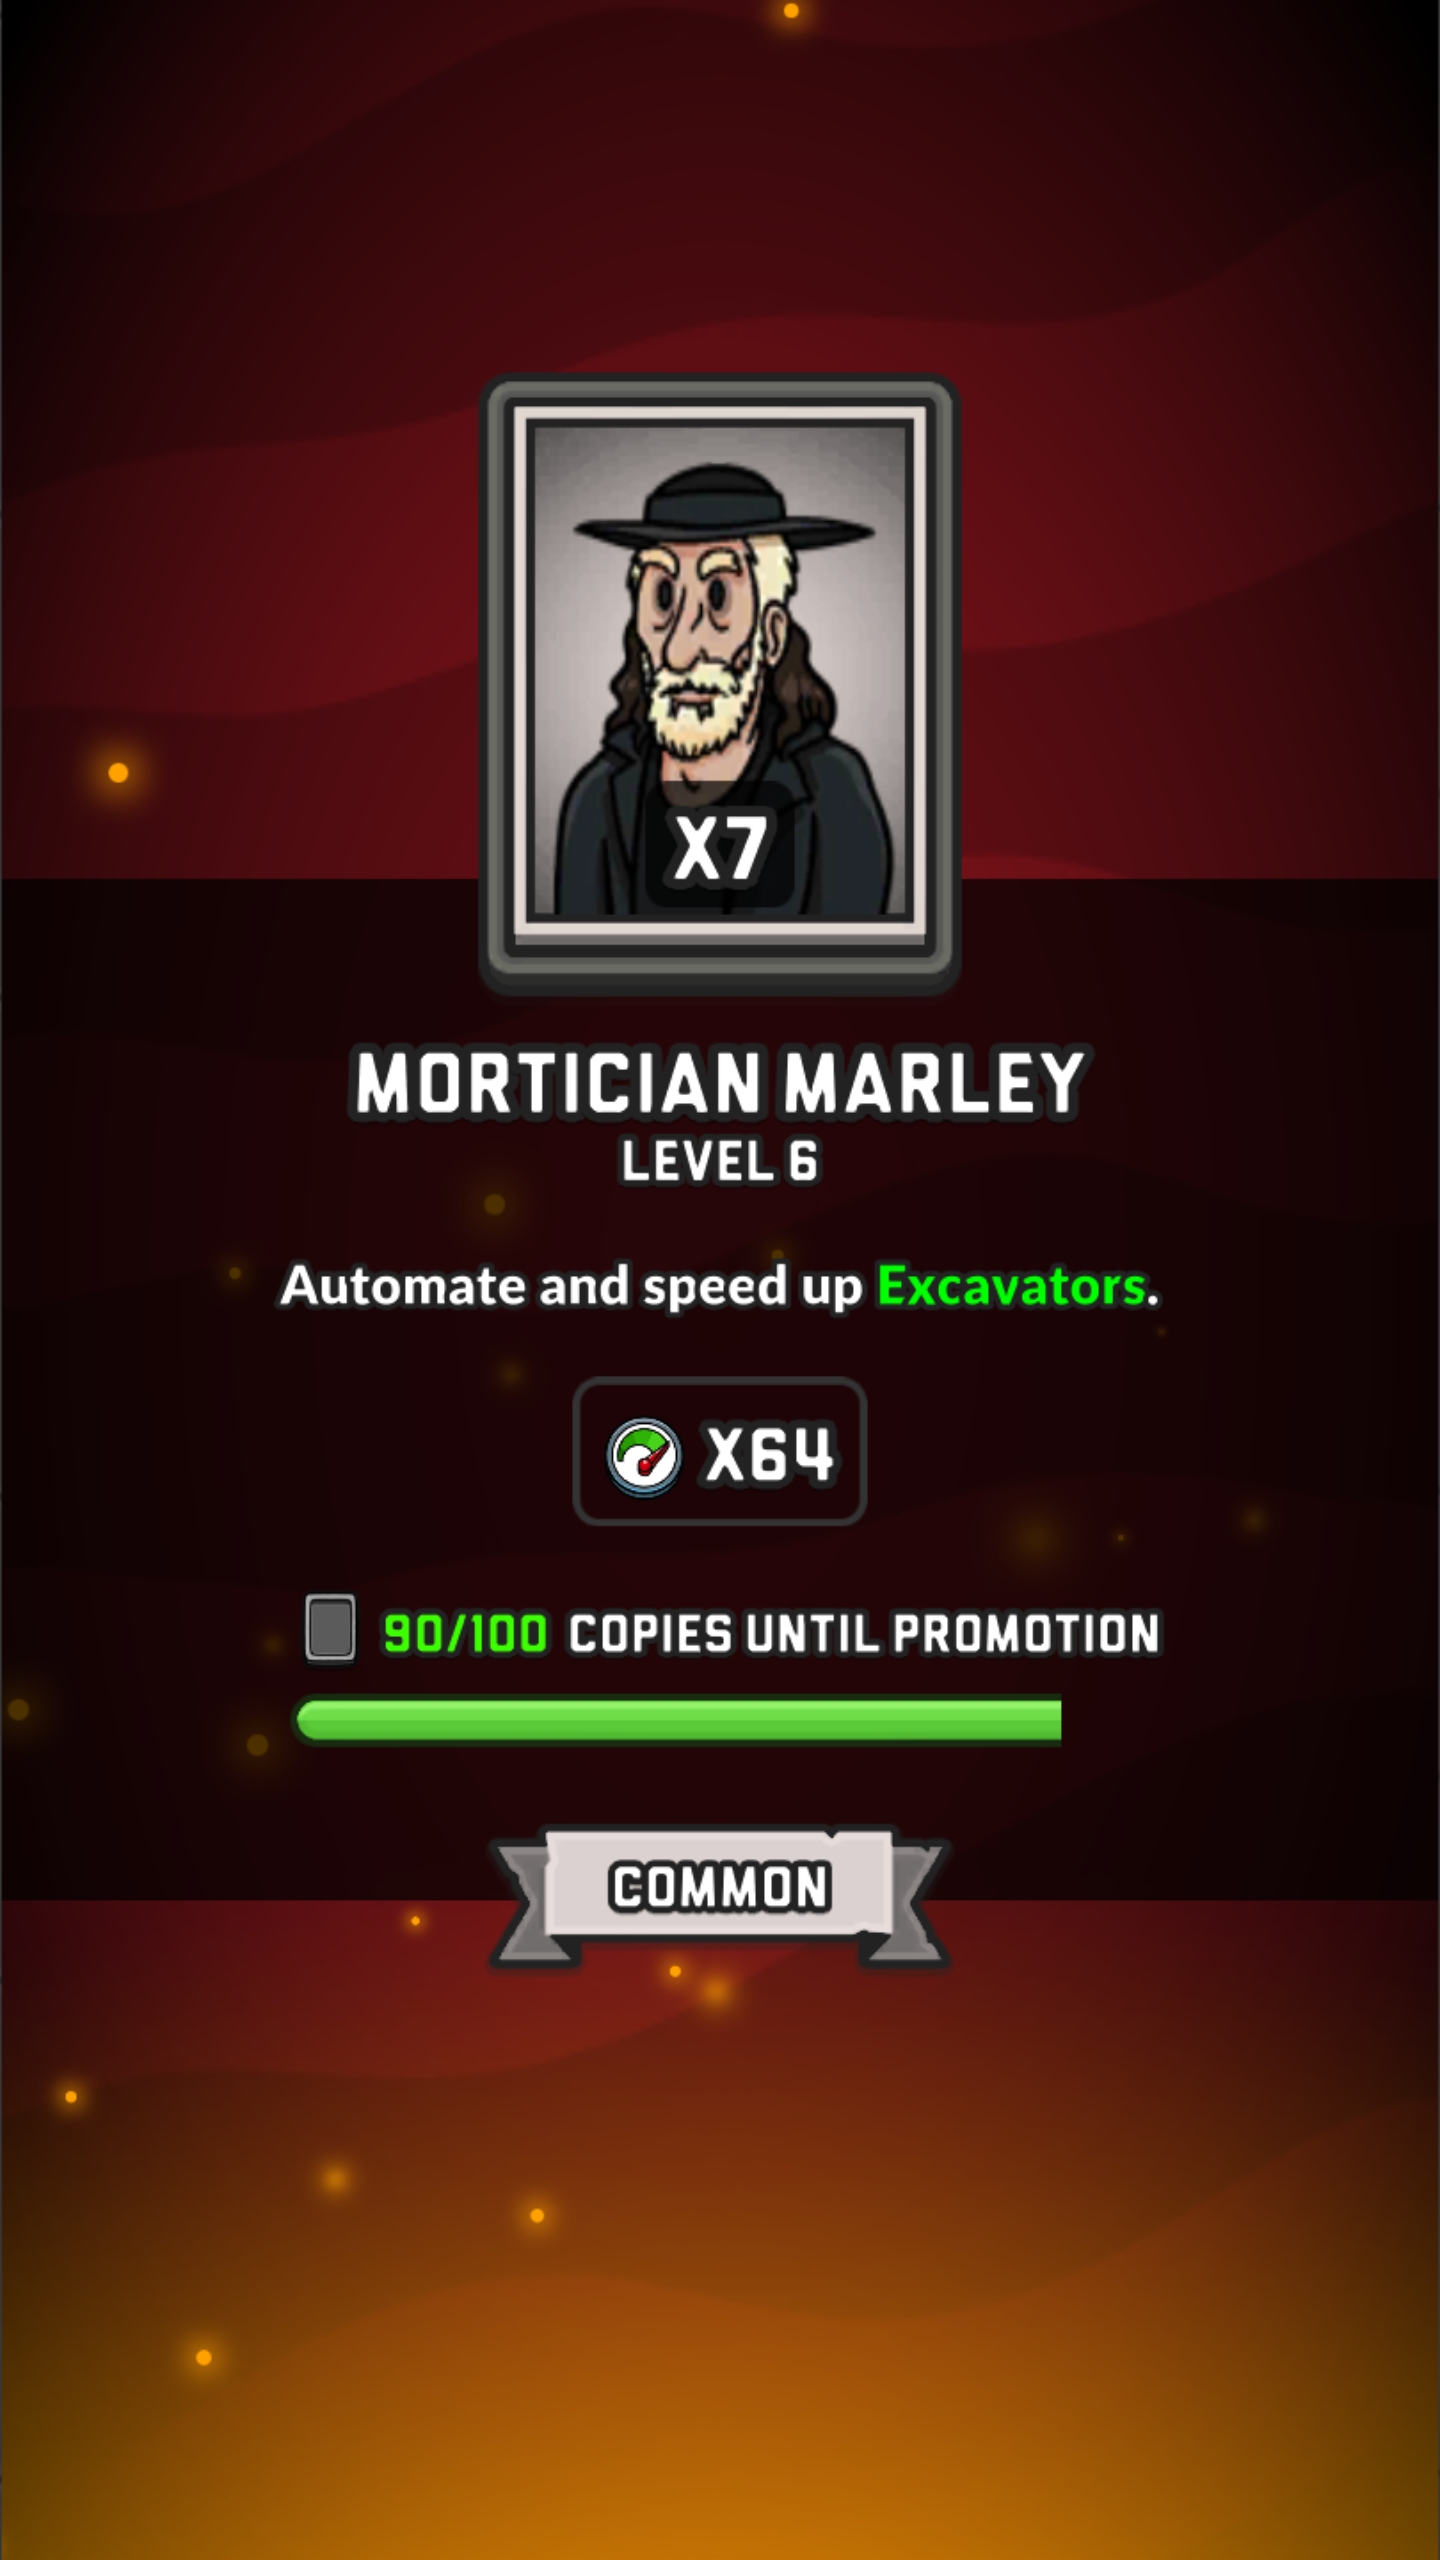 X7
MORTICIAN MARLEY
LEVEL 6
Automate and speed up Excavators.
X64
90/100 COPIES UNTIL PROMOTION
COMMON